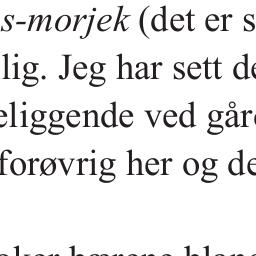 s-morjek (det er s
lig. Jeg har sett de
eliggende ved går
forøvrig her og de